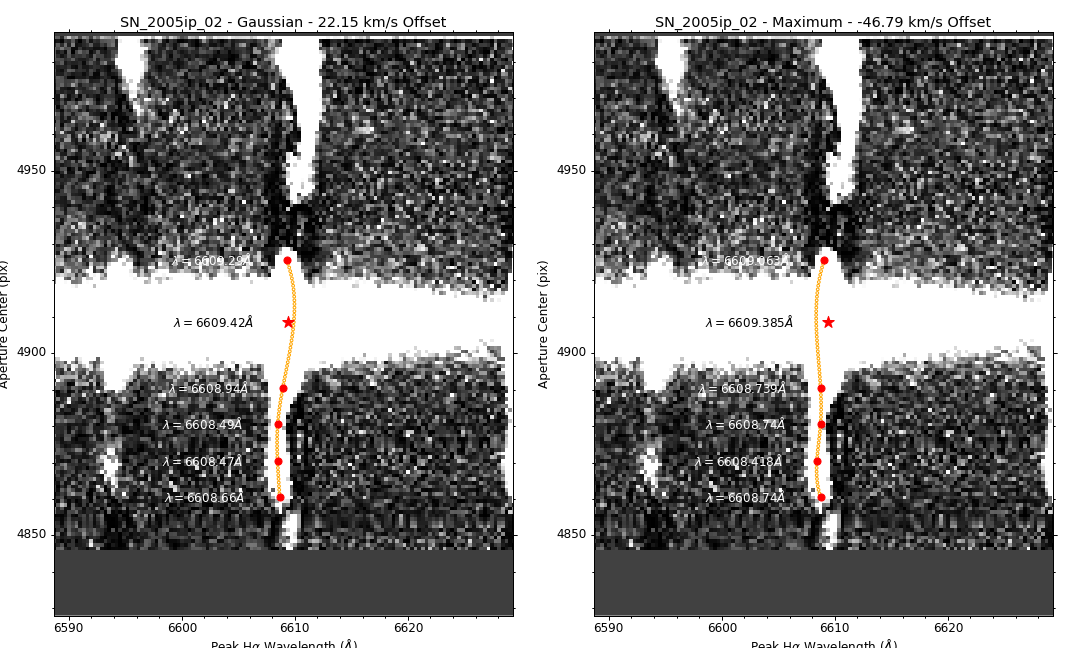 SN_2005ip_02 - Gaussian - 22.15 km/s Offset
SN_2005ip_02 - Maximum - -46.79 km/s Offset
4950
4900
4850
Aperture Center (pix)
λ = 6609.29Å
λ = 6609.42Å
λ = 6608.94Å
λ = 6608.49Å
λ = 6608.47Å
λ = 6608.66Å
6590
6600
6610
6620
Peak Hα Wavelength (Å)
4950
4900
4850
Aperture Center (pix)
λ = 6609.063Å
λ = 6609.385Å
λ = 6608.739Å
λ = 6608.74Å
λ = 6608.418Å
λ = 6608.74Å
6590
6600
6610
6620
Peak Hα Wavelength (Å)